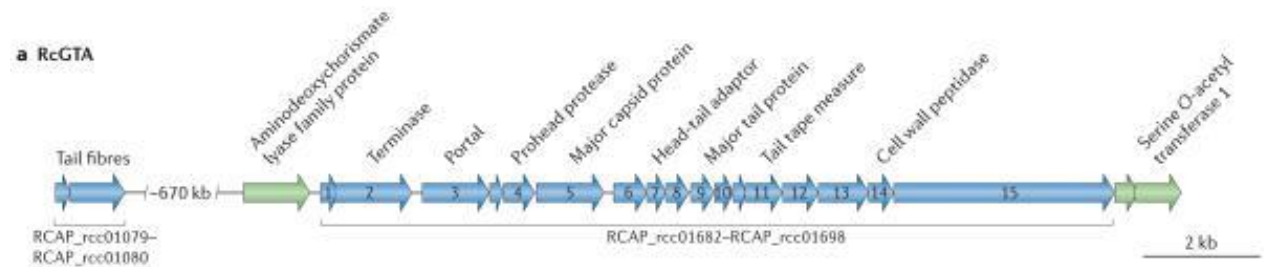 a RcGTA
Tail fibres
~670 kb
Aminodeoxychorismate
lyase family protein
Terminase
Portal
Prohead protease
Major capsid protein
Head-tail adaptor
Major tail protein
Tail tape measure
Cell wall peptidase
Serine O-acetyl
transferase 1
1 2 3 4 5 6 7 8 9 10 11 12 13 14 15
RCAP_rcc01079–
RCAP_rcc01080
RCAP_rcc01682–RCAP_rcc01698
2 kb